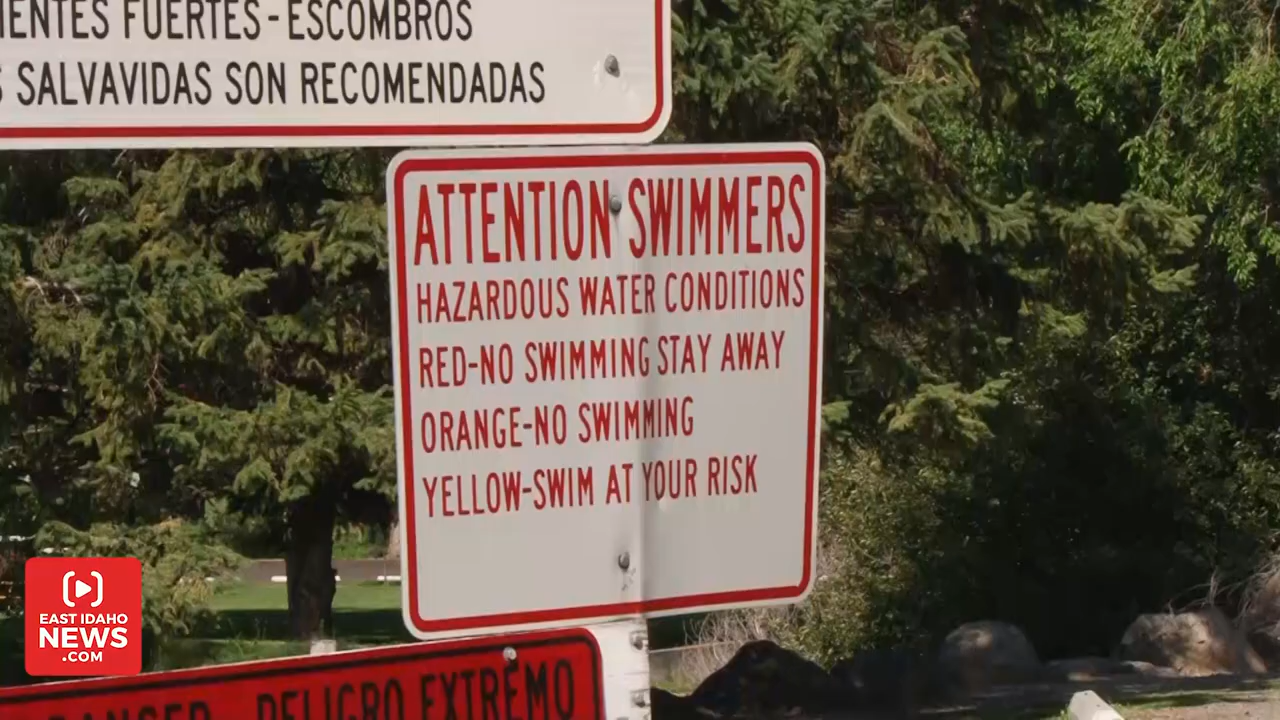 FUERTES-ESCOMBROS
SALVAVIDAS SON RECOMENDADAS
ATTENTION SWIMMERS
HAZARDOUS WATER CONDITIONS
RED-NO SWIMMING STAY AWAY
ORANGE-NO SWIMMING
YELLOW-SWIM AT YOUR RISK
PELIGRO EXTREMO
EAST IDAHO
NEWS
.COM